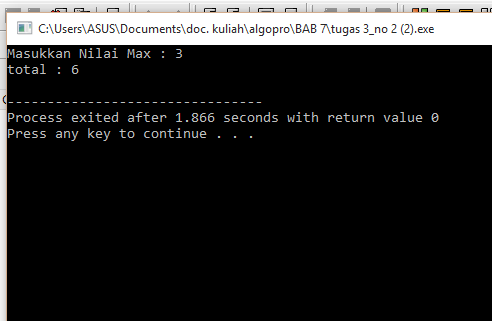 C:\Users\ASUS\Documents\doc. kuliah\algopro\BAB 7\tugas 3_no 2 (2).exe
Masukkan Nilai Max : 3
total : 6
--------------------------------
Process exited after 1.866 seconds with return value 0
Press any key to continue . . .